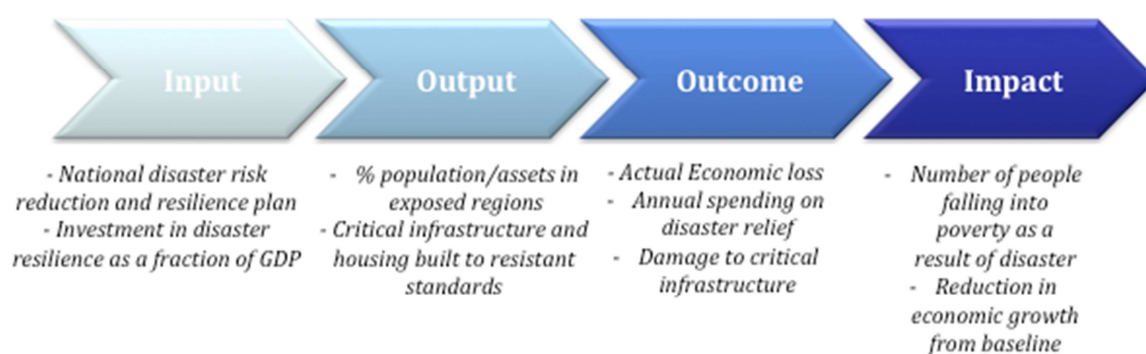 Input
Output
Outcome
Impact
- National disaster risk
reduction and resilience plan
- Investment in disaster
resilience as a fraction of GDP
- % population/assets in
exposed regions
- Critical infrastructure and
housing built to resistant
standards
- Actual Economic loss
- Annual spending on
disaster relief
- Damage to critical
infrastructure
- Number of people
falling into
poverty as a
result of disaster
- Reduction in
economic growth
from baseline